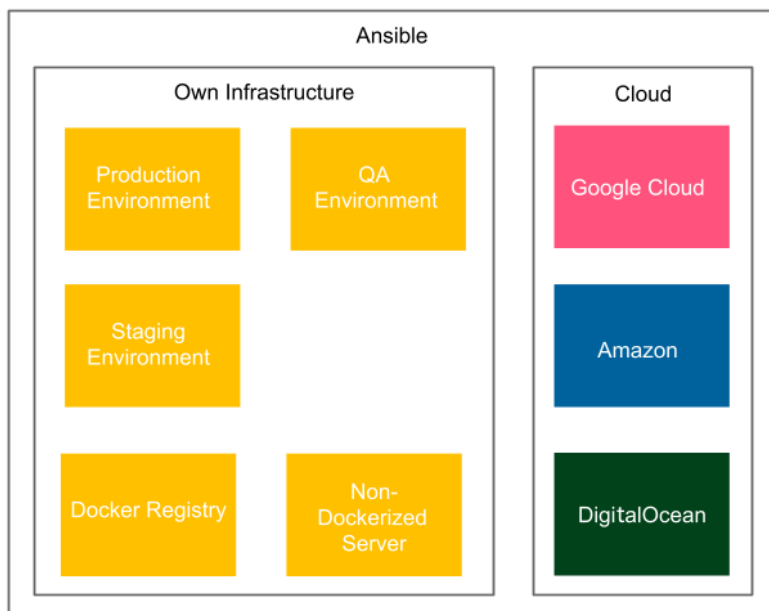 Ansible
Own Infrastructure
Production
Environment
QA
Environment
Staging
Environment
Docker Registry
Non-
Dockerized
Server
Cloud
Google Cloud
Amazon
DigitalOcean